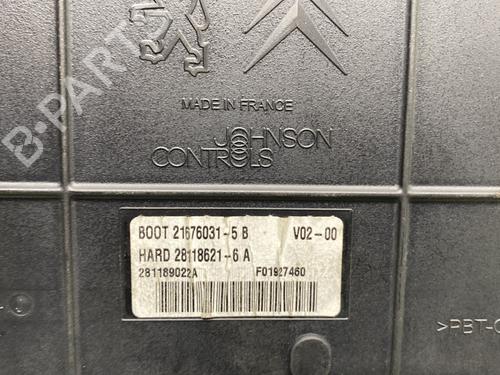 B-PARTS
MADE IN FRANCE
JOHNSON
CONTROLS
BOOT 21676031-5 B V02-00
HARD 28118621-6 A
281189022A F01927460
>PBT-